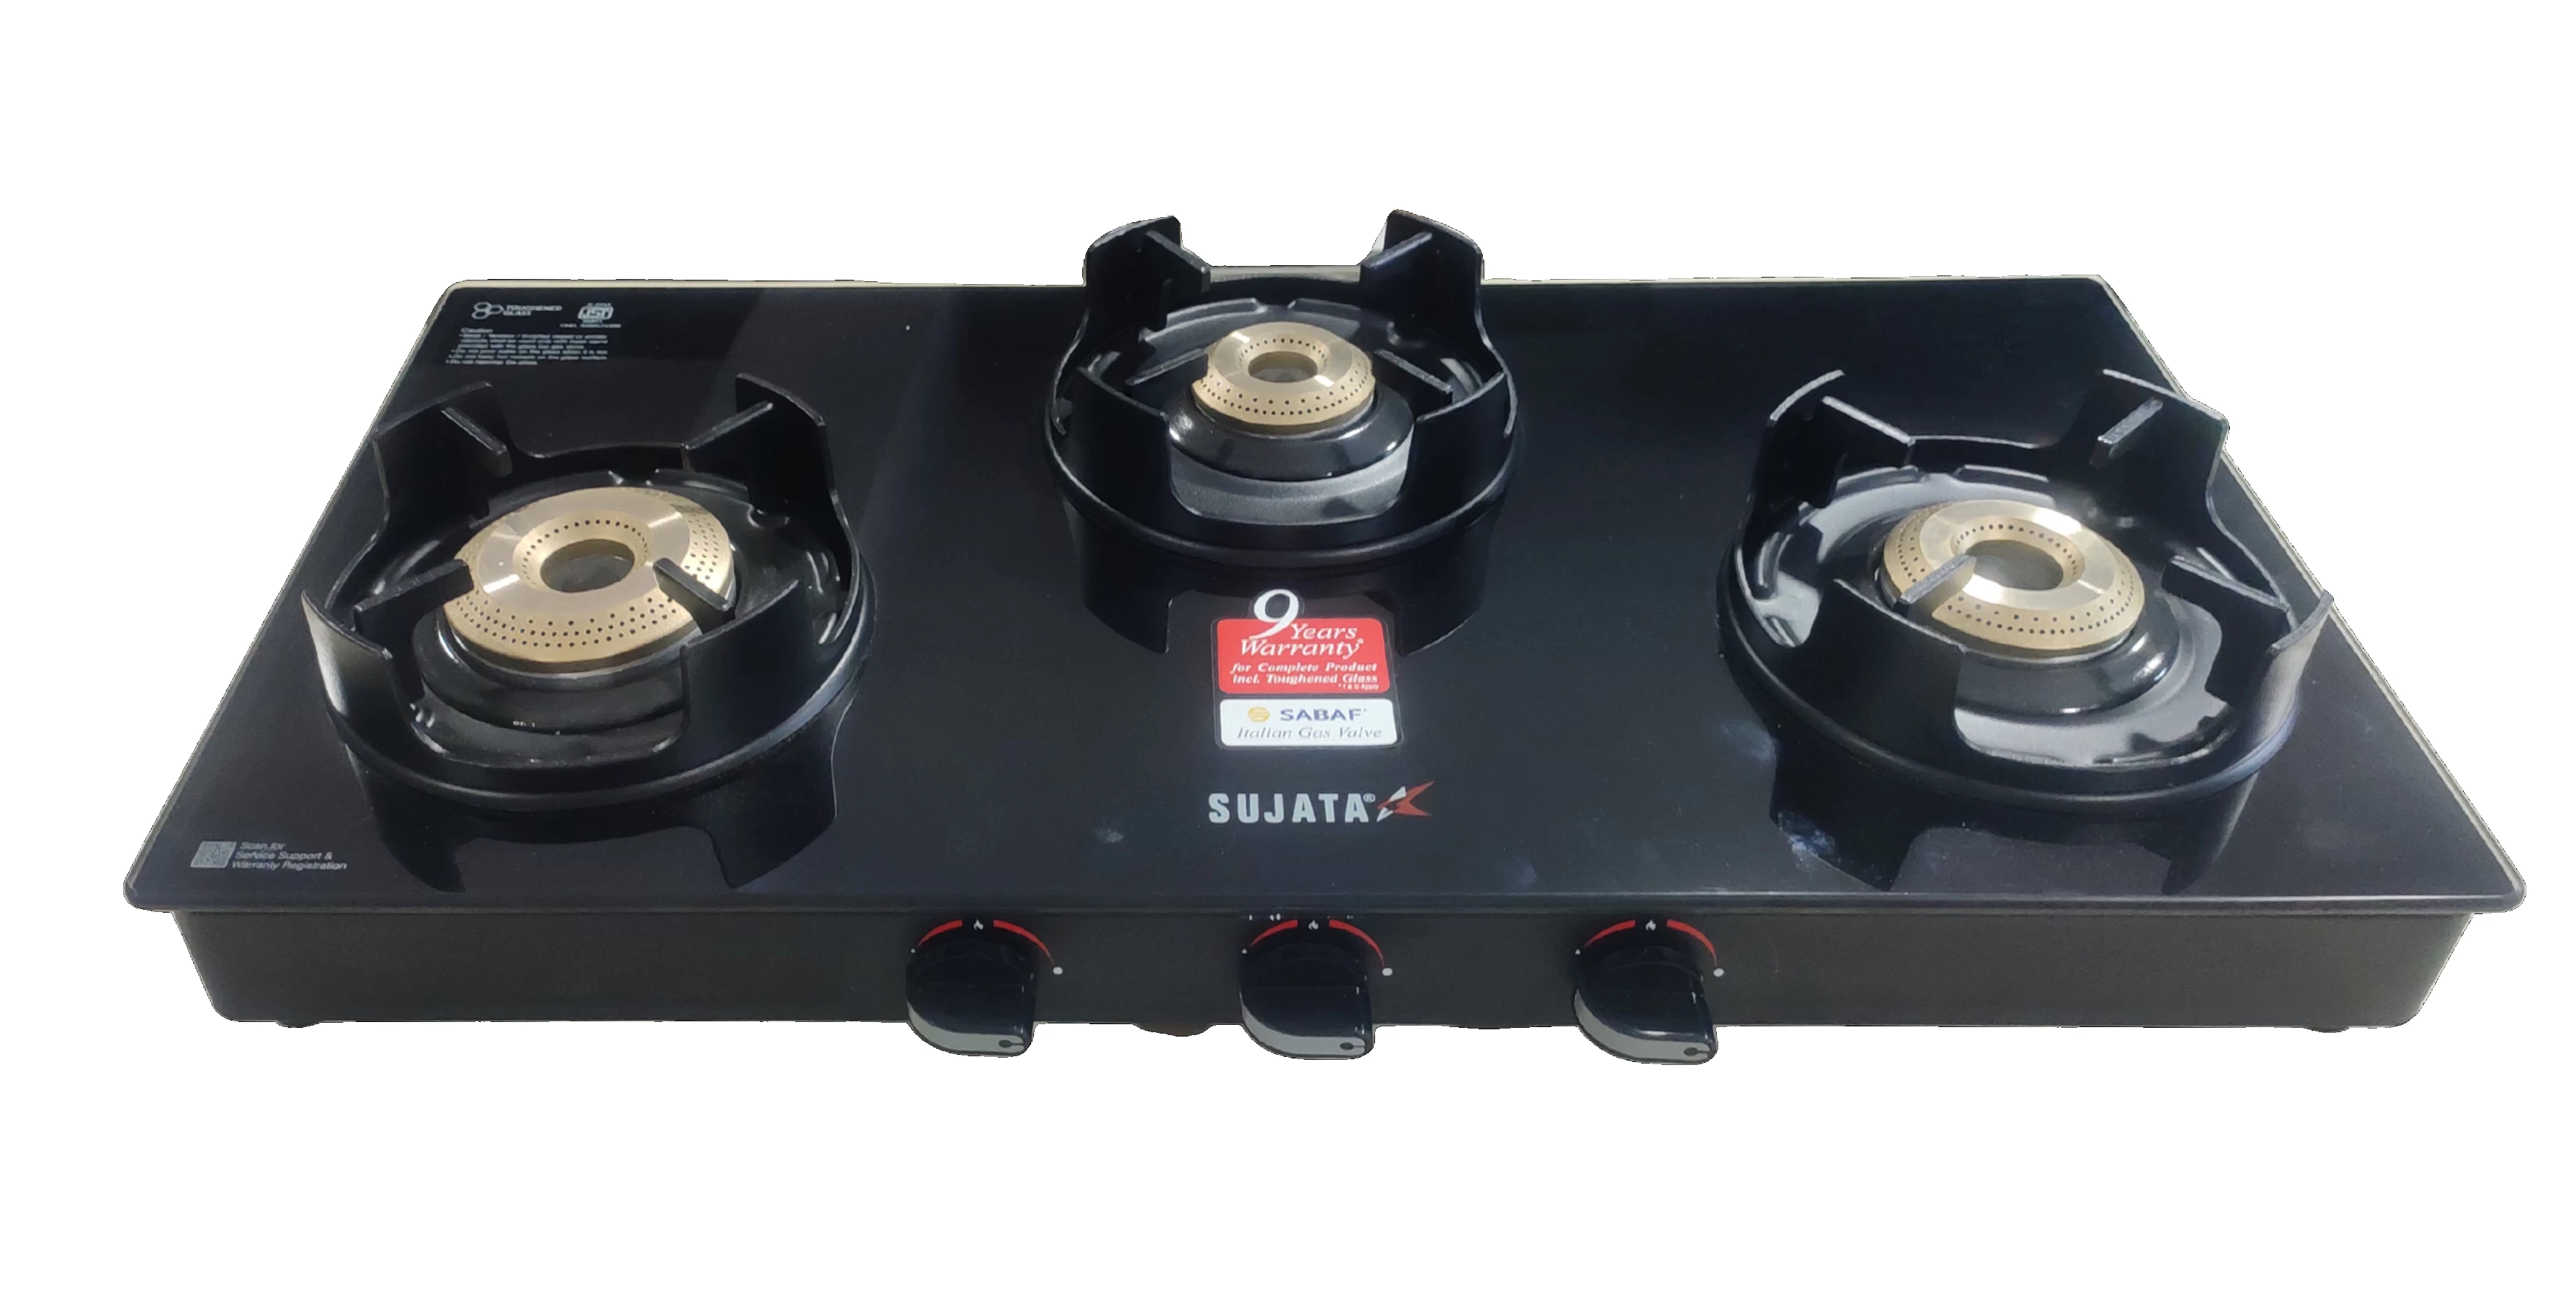 TOUGHENED
GLASS
ISI
Caution
9 Years
Warranty*
for Complete Product
incl. Toughened Glass
*T & C Apply
SABAF®
Italian Gas Valve
SUJATA®
Scan for
Service Support &
Warranty Registration